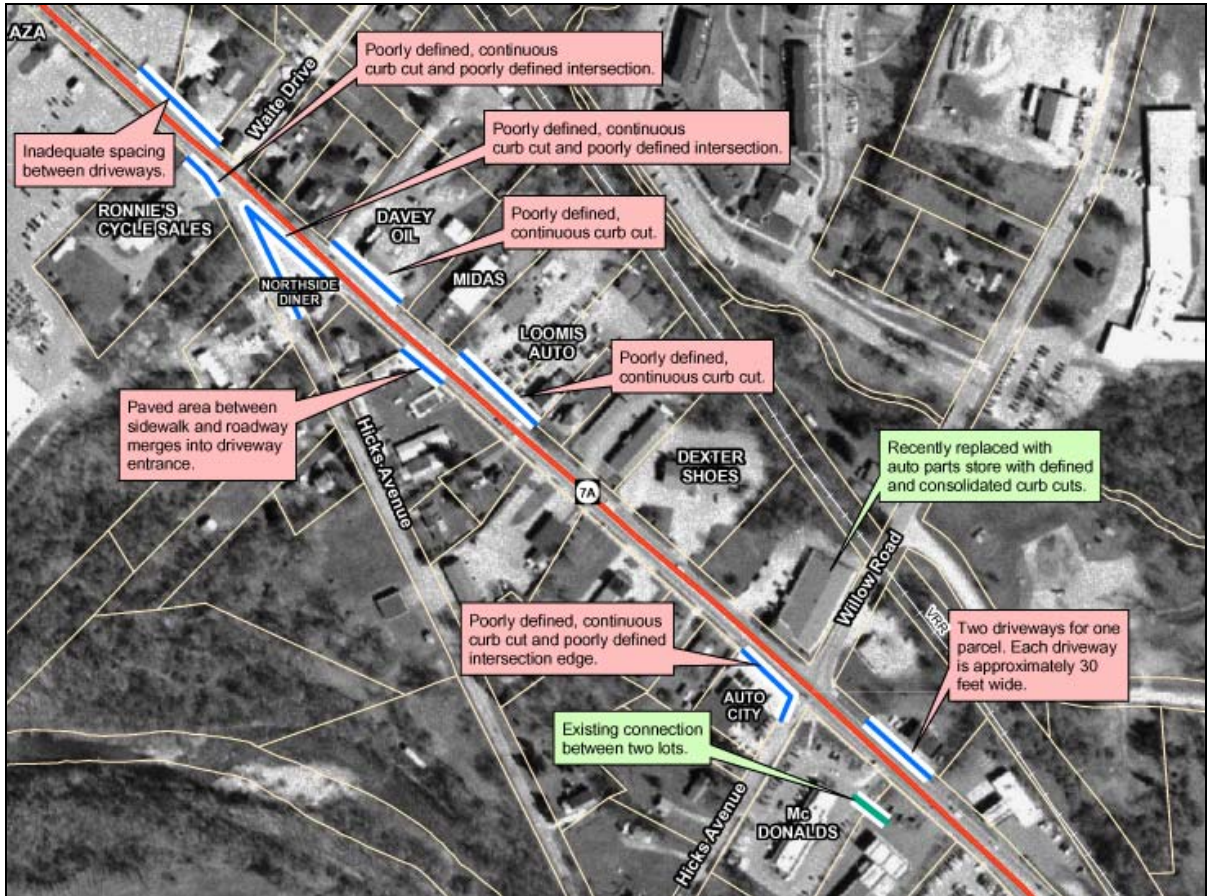 AZA
Poorly defined, continuous
curb cut and poorly defined intersection.
Waite Drive
Inadequate spacing
between driveways.
Poorly defined, continuous
curb cut and poorly defined intersection.
RONNIE'S
CYCLE SALES
DAVEY
OIL
Poorly defined,
continuous curb cut.
NORTHSIDE
DINER
MIDAS
LOOMIS
AUTO
Poorly defined,
continuous curb cut.
Paved area between
sidewalk and roadway
merges into driveway
entrance.
Hicks Avenue
DEXTER
SHOES
7A
Recently replaced with
auto parts store with defined
and consolidated curb cuts.
Willow Road
VRR
Poorly defined, continuous
curb cut and poorly defined
intersection edge.
Two driveways for one
parcel. Each driveway
is approximately 30
feet wide.
AUTO
CITY
Existing connection
between two lots.
Hicks Avenue
Mc
DONALDS